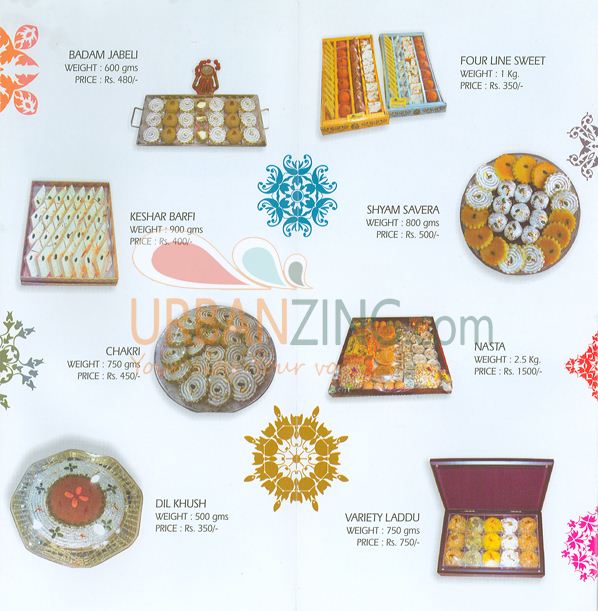 BADAM JABELI
WEIGHT : 600 gms
PRICE : Rs. 480/-
FOUR LINE SWEET
WEIGHT : 1 Kg.
PRICE : Rs. 350/-
KESHAR BARFI
WEIGHT : 900 gms
PRICE : Rs. 400/-
SHYAM SAVERA
WEIGHT : 800 gms
PRICE : Rs. 500/-
URBANZING.com
CHAKRI
WEIGHT : 750 gms
PRICE : Rs. 450/-
NASTA
WEIGHT : 2.5 Kg.
PRICE : Rs. 1500/-
DIL KHUSH
WEIGHT : 500 gms
PRICE : Rs. 350/-
VARIETY LADDU
WEIGHT : 750 gms
PRICE : Rs. 750/-